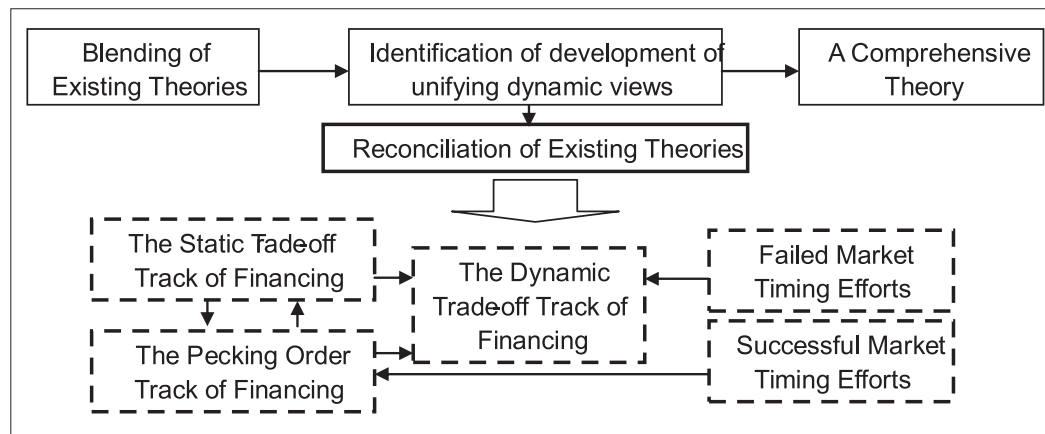 Blending of
Existing Theories
Identification of development of
unifying dynamic views
A Comprehensive
Theory
Reconciliation of Existing Theories
The Static Tade-off
Track of Financing
The Dynamic
Trade-off Track of
Financing
Failed Market
Timing Efforts
The Pecking Order
Track of Financing
Successful Market
Timing Efforts